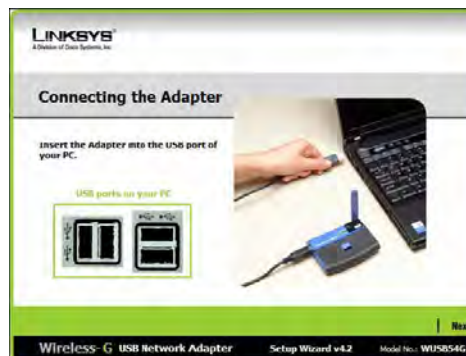 LINKSYS®
A Division of Cisco Systems, Inc.
Connecting the Adapter
Insert the Adapter into the USB port of
your PC.
USB ports on your PC
Wireless-G USB Network Adapter Setup Wizard v4.2 Model No.: WUSB54G